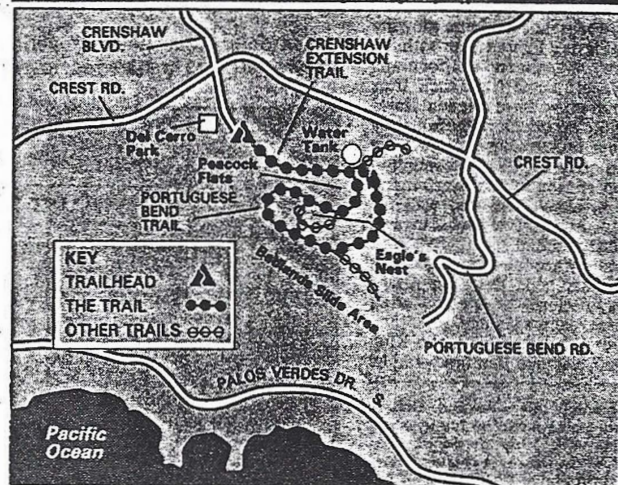 CRENSHAW
BLVD.
CRENSHAW
EXTENSION
TRAIL
CREST RD.
Del Cerro
Park
Water
Tank
CREST RD.
Peacock
Flats
PORTUGUESE
BEND
TRAIL
Eagle's
Nest
Badlands Slide Area
KEY
TRAILHEAD
THE TRAIL
OTHER TRAILS
PORTUGUESE BEND RD.
PALOS VERDES DR. S.
Pacific
Ocean